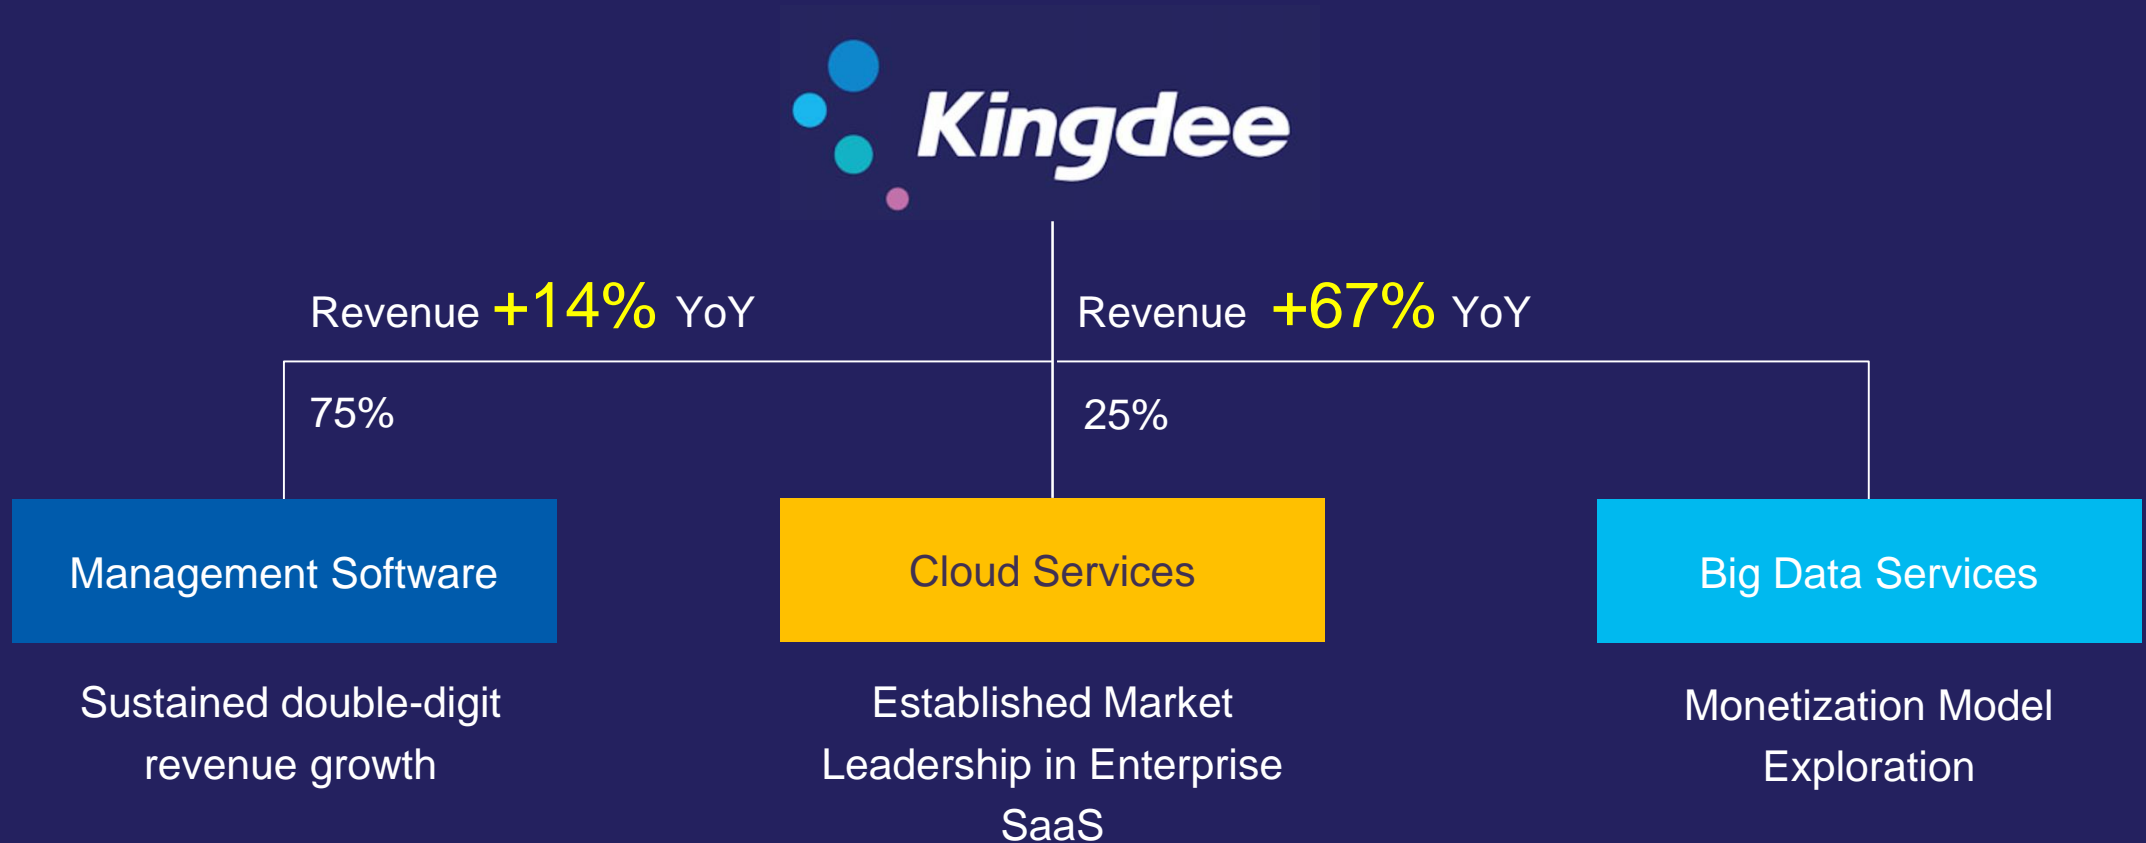 Kingdee
Revenue +14% YoY
Revenue +67% YoY
75%
25%
Management Software
Cloud Services
Big Data Services
Sustained double-digit
revenue growth
Established Market
Leadership in Enterprise
SaaS
Monetization Model
Exploration